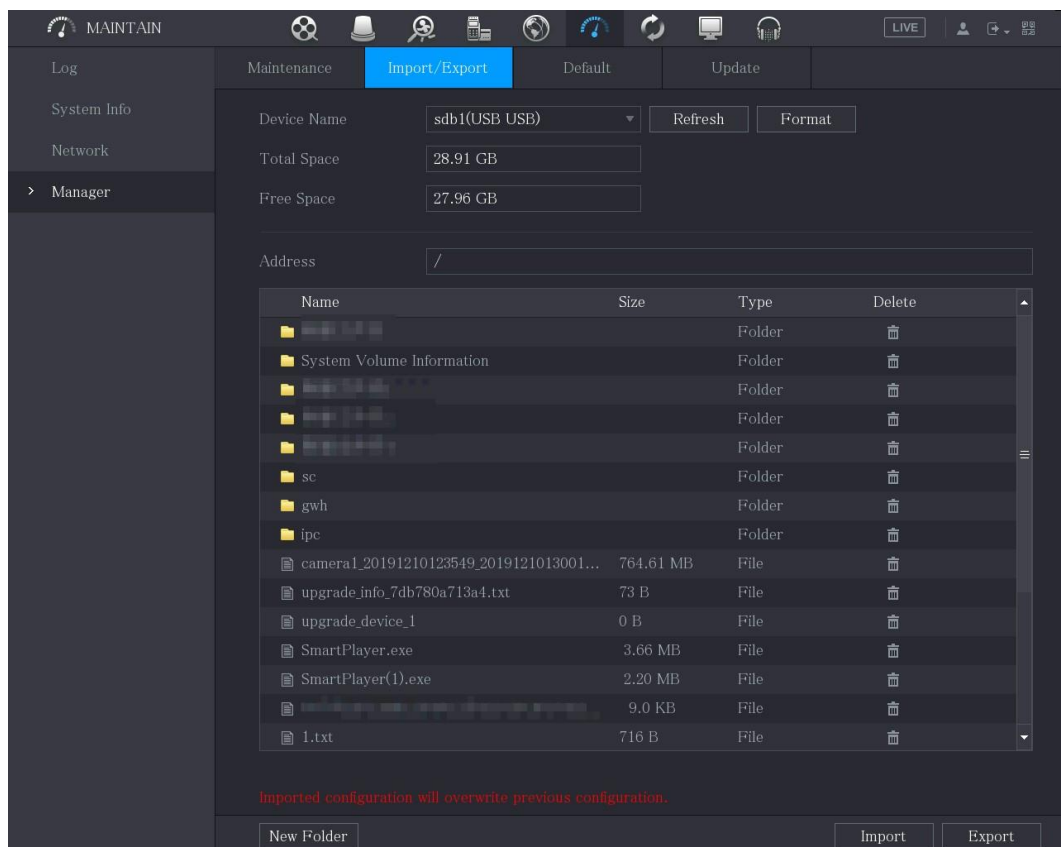 MAINTAIN LIVE
Log
System Info
Network
Manager
Maintenance Import/Export Default Update
Device Name sdb1(USB USB) Refresh Format
Total Space 28.91 GB
Free Space 27.96 GB
Address /
Name Size Type Delete
Folder
System Volume Information Folder
Folder
Folder
Folder
sc Folder
gwh Folder
ipc Folder
camera1_20191210123549_2019121013001... 764.61 MB File
upgrade_info_7db780a713a4.txt 73 B File
upgrade_device_1 0 B File
SmartPlayer.exe 3.66 MB File
SmartPlayer(1).exe 2.20 MB File
9.0 KB File
1.txt 716 B File
Imported configuration will overwrite previous configuration.
New Folder Import Export